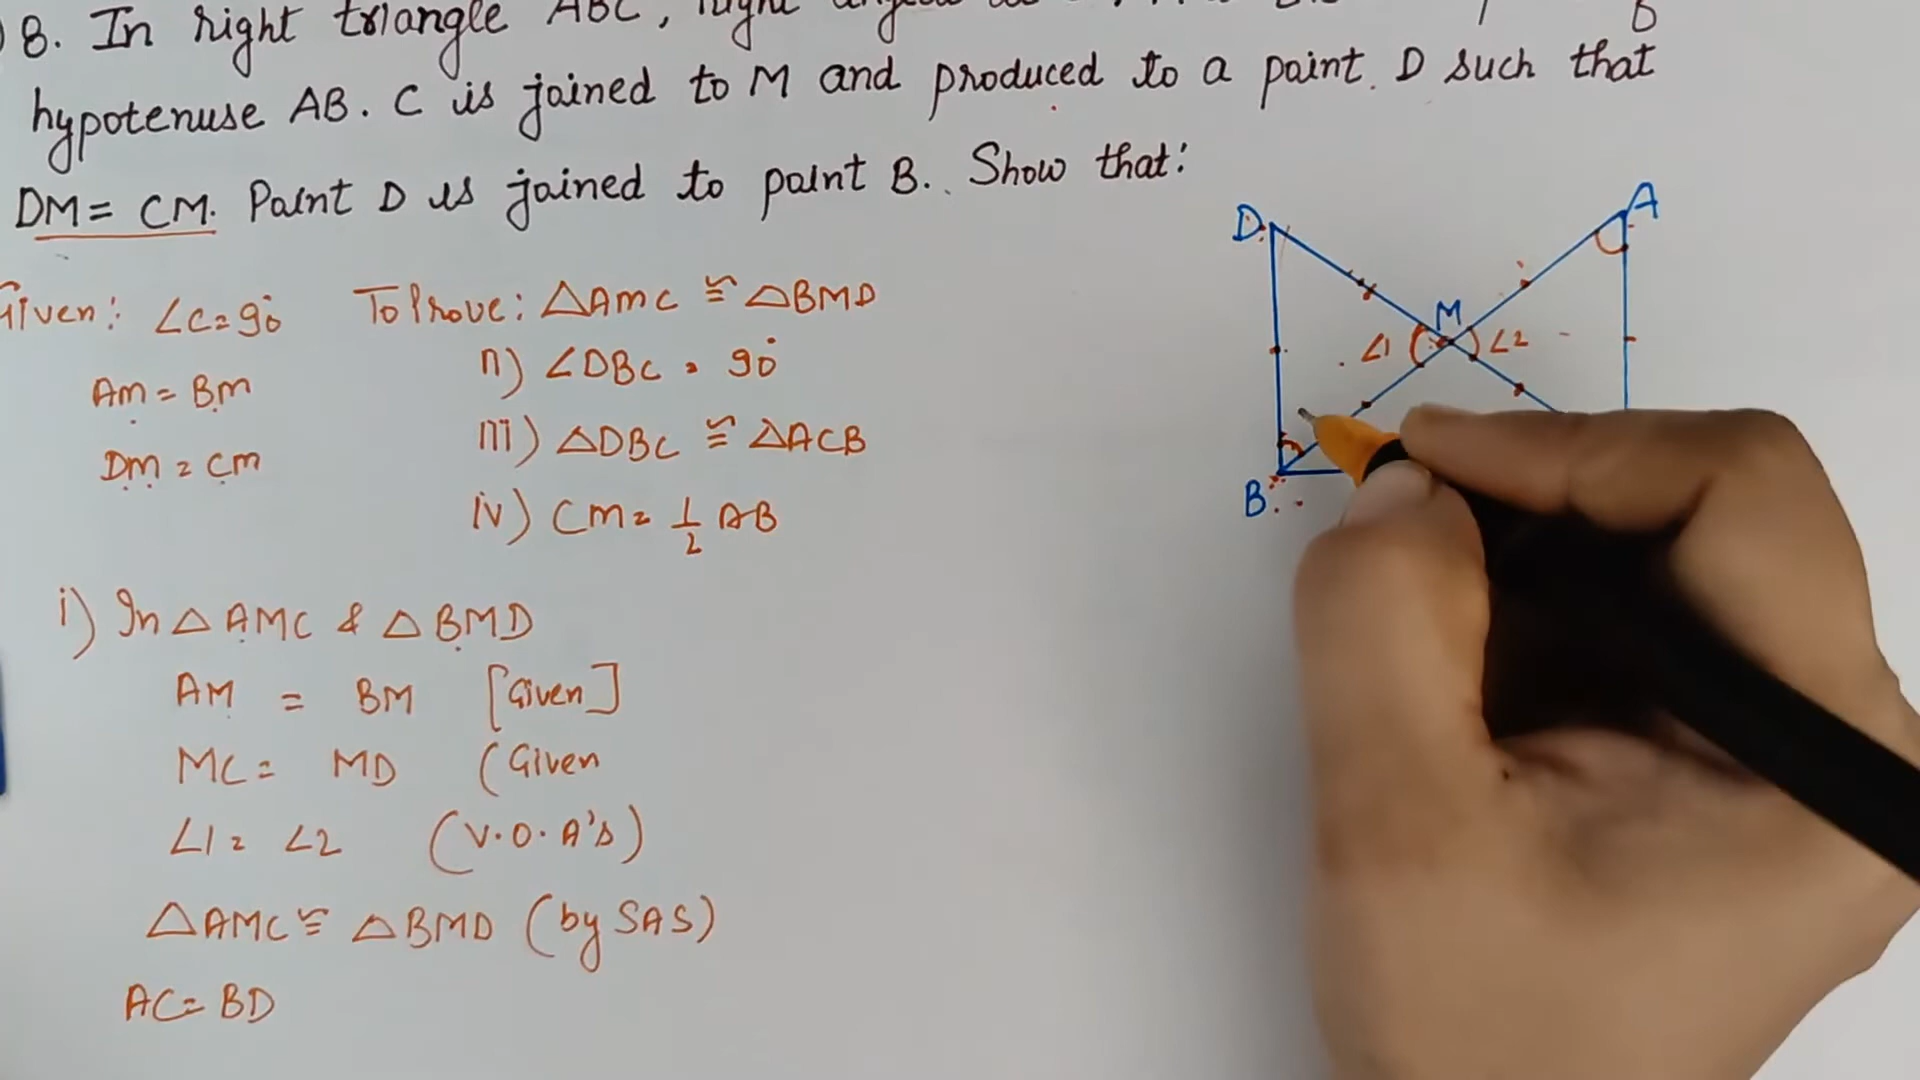 8. In right triangle ABC, right
hypotenuse AB. C is joined to M and produced to a point D such that
DM = CM. Point D is joined to point B. Show that:
Given: ∠C=90° To Prove: △AMC ≅ △BMD
AM = BM
DM = CM
ii) ∠DBC = 90°
iii) △DBC ≅ △ACB
iv) CM = 1/2 AB
i) In △AMC & △BMD
AM = BM [Given]
MC = MD (Given
∠1 = ∠2 (V.O.A's)
△AMC ≅ △BMD (by SAS)
AC = BD
D
A
M
∠1
∠2
B